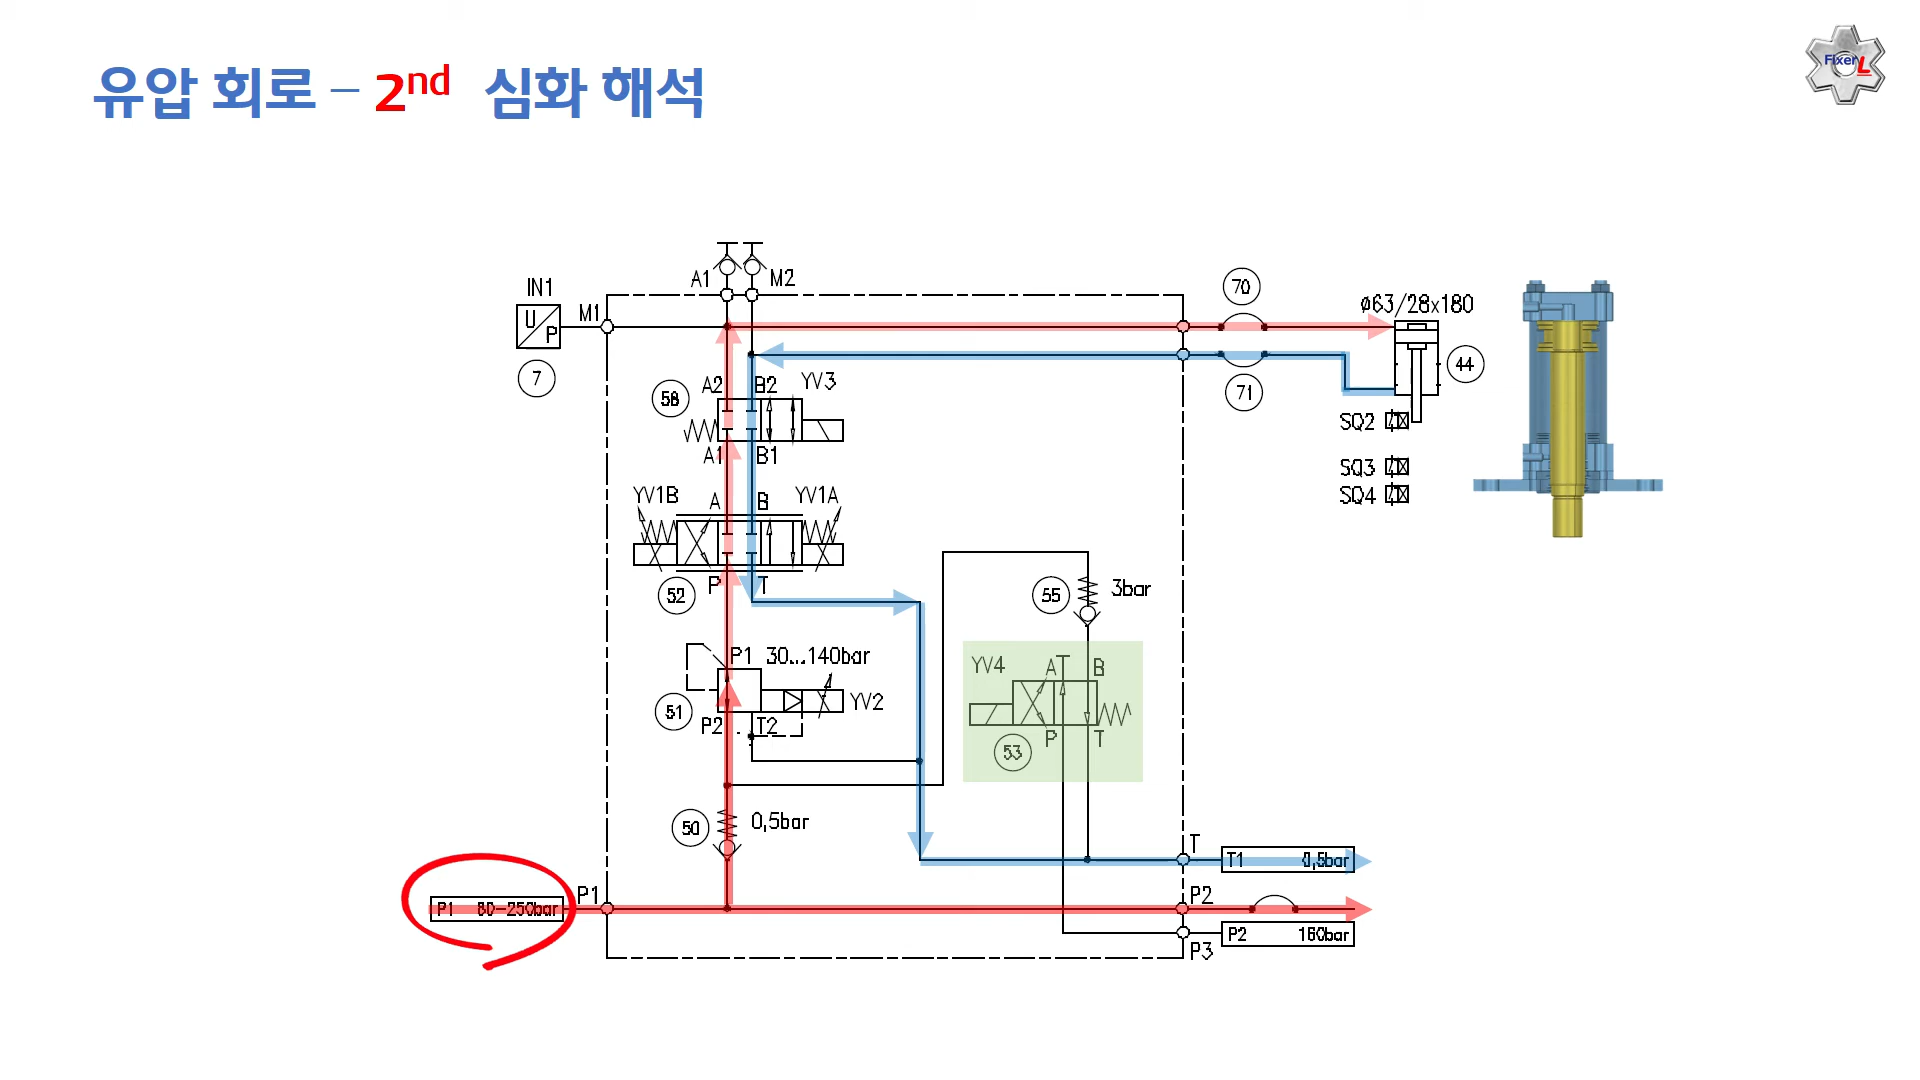 유압 회로 – 2nd 심화 해석
Fixer L
A1 M2
IN1
U
P
M1
7
70
ø63/28x180
44
71
SQ2
SQ3
SQ4
A2 B2 YV3
58
A1 B1
YV1B A B YV1A
P T
52
55 3bar
P1 30...140bar
YV2
51
P2 T2
YV4 A T B
P T
53
50 0,5bar
T
T1 0,5bar
P1
P1 80-250bar
P2
P2 160bar
P3